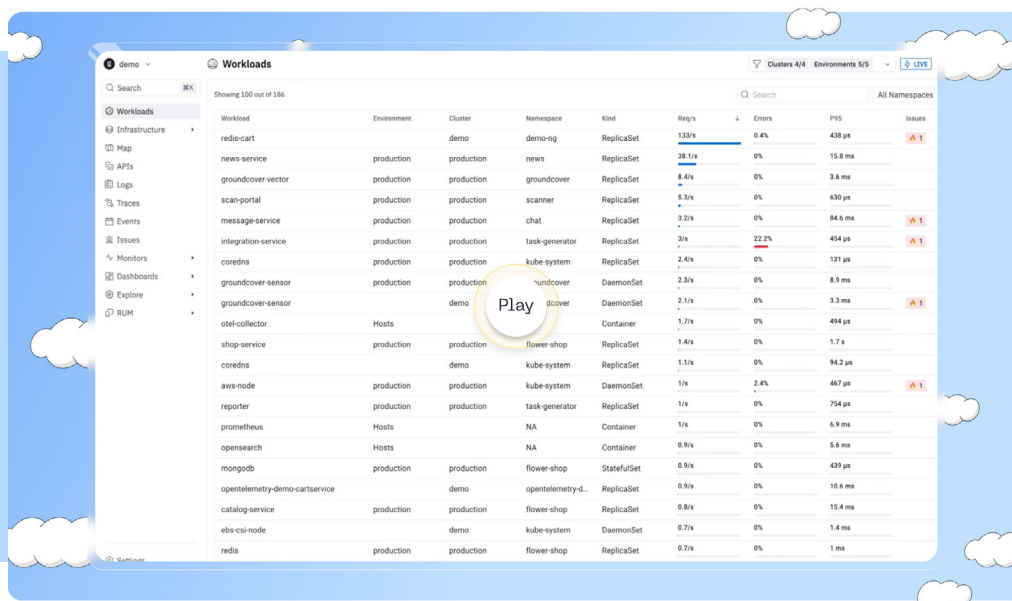 demo
Workloads
Clusters 4/4 Environments 5/5 LIVE
Search ⌘K
Showing 100 out of 186
Search
All Namespaces
Workloads
Infrastructure
Map
APIs
Logs
Traces
Events
Issues
Monitors
Dashboards
Explore
RUM
Settings
Workload Environment Cluster Namespace Kind Req/s ↓ Errors P95 Issues
redis-cart demo demo-ng ReplicaSet 133/s 0.4% 438 µs 1
news-service production production news ReplicaSet 38.1/s 0% 15.8 ms
groundcover-vector production production groundcover ReplicaSet 8.4/s 0% 3.6 ms
scan-portal production production scanner ReplicaSet 5.3/s 0% 630 µs
message-service production production chat ReplicaSet 3.2/s 0% 84.6 ms 1
integration-service production production task-generator ReplicaSet 3/s 22.2% 454 µs 1
coredns production production kube-system ReplicaSet 2.4/s 0% 131 µs
groundcover-sensor production production DaemonSet 2.3/s 0% 8.9 ms
groundcover-sensor demo DaemonSet 2.1/s 0% 3.3 ms 1
Play
otel-collector Hosts Container 1.7/s 0% 494 µs
shop-service production production flower-shop ReplicaSet 1.4/s 0% 1.7 s
coredns demo kube-system ReplicaSet 1.1/s 0% 94.2 µs
aws-node production production kube-system DaemonSet 1/s 2.4% 467 µs 1
reporter production production task-generator ReplicaSet 1/s 0% 754 µs
prometheus Hosts NA Container 1/s 0% 6.9 ms
opensearch Hosts NA Container 0.9/s 0% 5.6 ms
mongodb production production flower-shop StatefulSet 0.9/s 0% 439 µs
opentelemetry-demo-cartservice demo opentelemetry-d... ReplicaSet 0.9/s 0% 10.6 ms
catalog-service production production flower-shop ReplicaSet 0.8/s 0% 15.4 ms
ebs-csi-node demo kube-system DaemonSet 0.7/s 0% 1.4 ms
redis production production flower-shop ReplicaSet 0.7/s 0% 1 ms